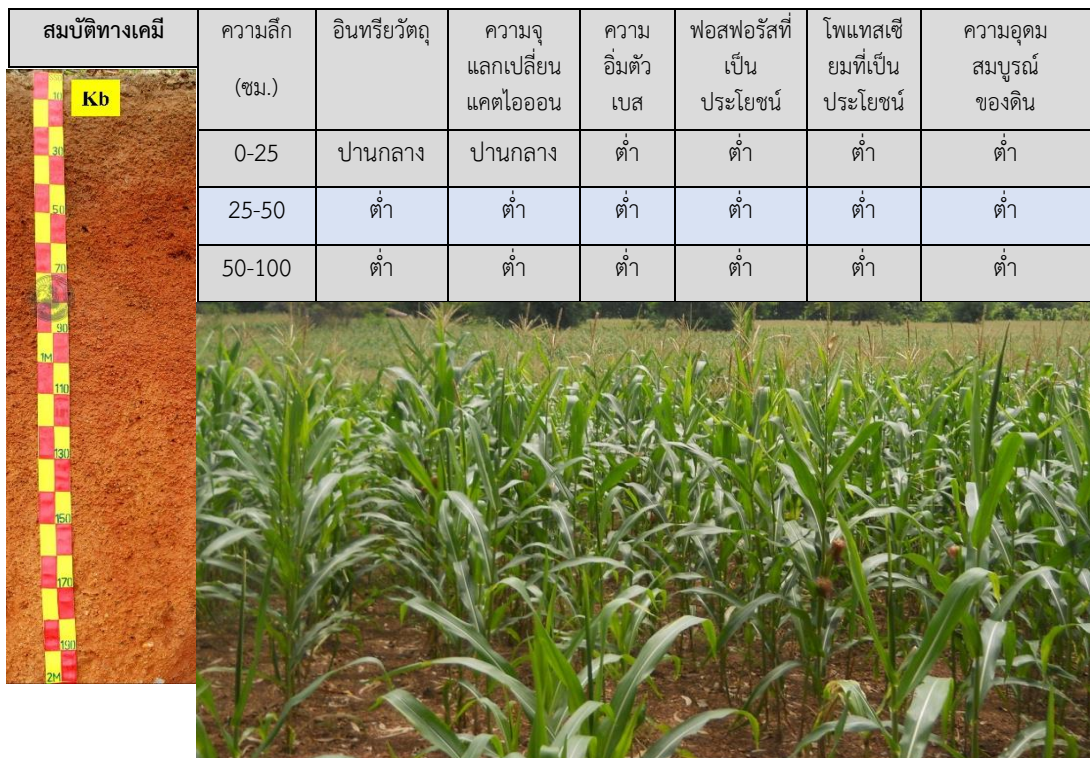 สมบัติทางเคมี
ความลึก
(ซม.)
อินทรียวัตถุ
ความจุ
แลกเปลี่ยน
แคตไอออน
ความ
อิ่มตัว
เบส
ฟอสฟอรัสที่
เป็น
ประโยชน์
โพแทสเซี
ยมที่เป็น
ประโยชน์
ความอุดม
สมบูรณ์
ของดิน
0-25 ปานกลาง ปานกลาง ต่ำ ต่ำ ต่ำ ต่ำ
25-50 ต่ำ ต่ำ ต่ำ ต่ำ ต่ำ ต่ำ
50-100 ต่ำ ต่ำ ต่ำ ต่ำ ต่ำ ต่ำ
Kb
10
30
50
70
90
1M
110
130
150
170
190
2M